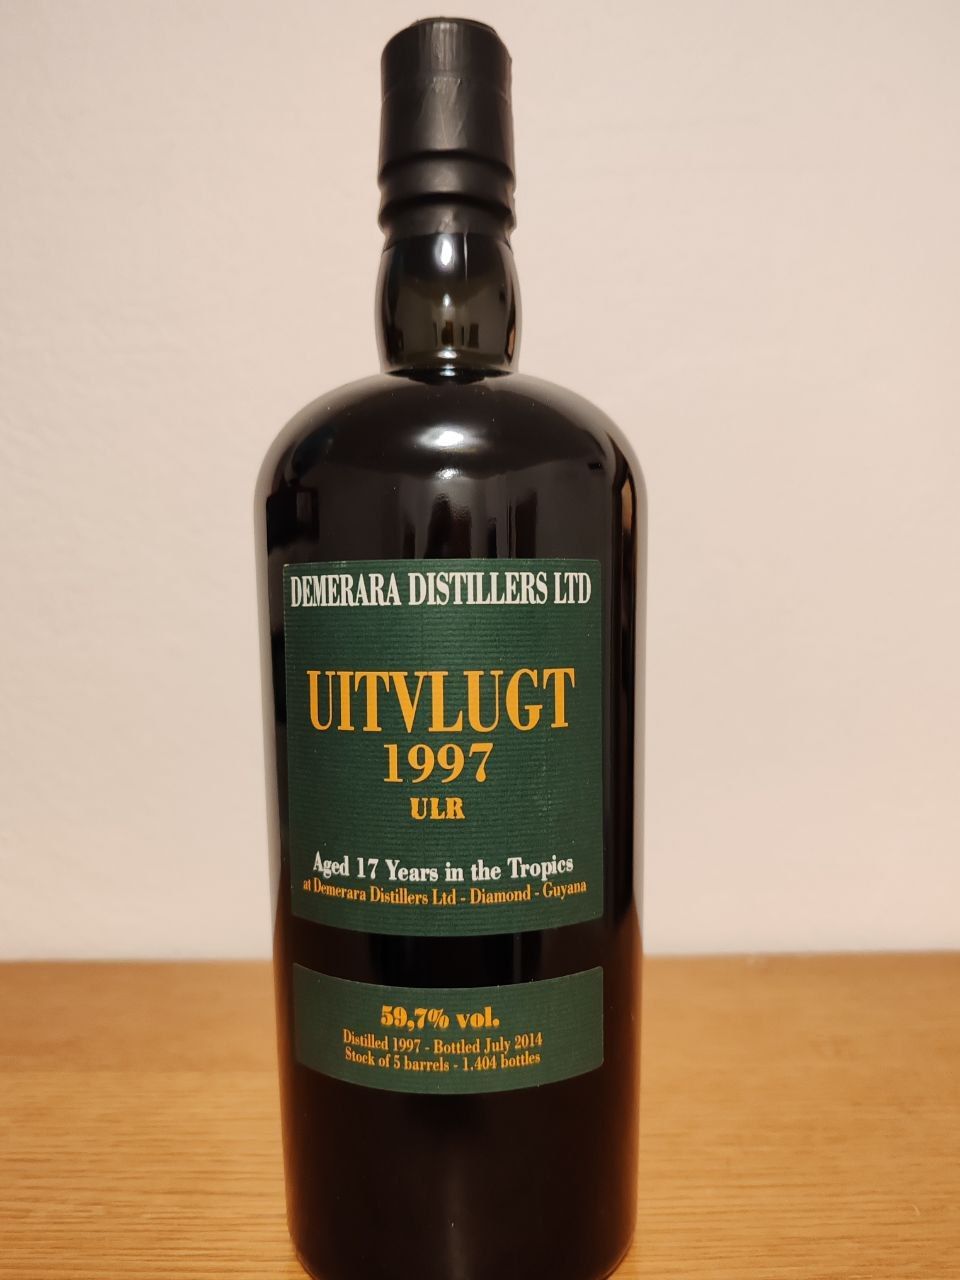 DEMERARA DISTILLERS LTD
UITVLUGT
1997
ULR
Aged 17 Years in the Tropics
at Demerara Distillers Ltd - Diamond - Guyana
59,7% vol.
Distilled 1997 - Bottled July 2014
Stock of 5 barrels - 1.404 bottles